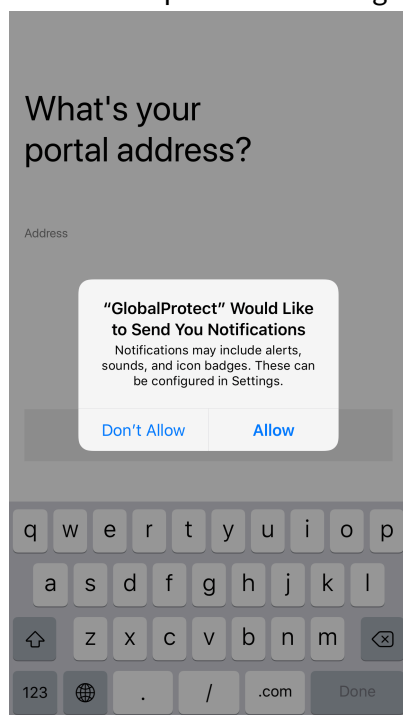 What's your
portal address?
Address
“GlobalProtect” Would Like
to Send You Notifications
Notifications may include alerts,
sounds, and icon badges. These can
be configured in Settings.
Don’t Allow
Allow
q w e r t y u i o p
a s d f g h j k l
z x c v b n m
123 . / .com Done